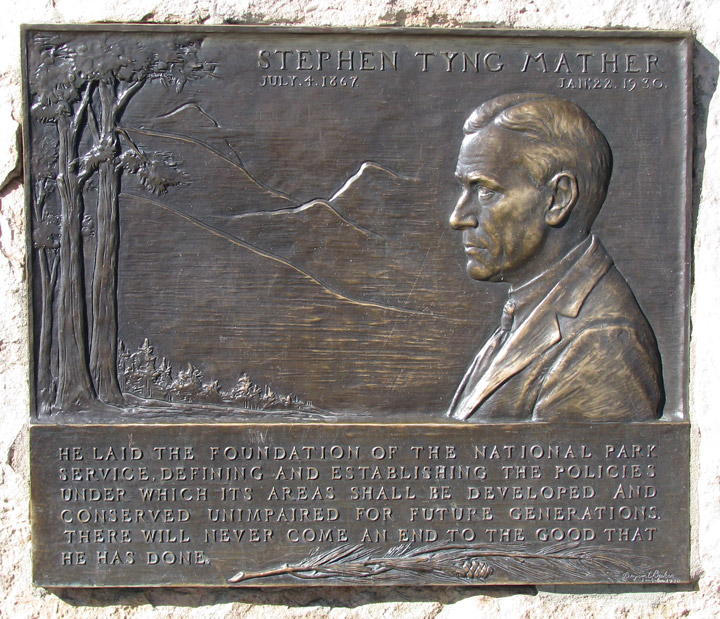 STEPHEN TYNG MATHER
JULY. 4. 1867. JAN. 22. 1930.
HE LAID THE FOUNDATION OF THE NATIONAL PARK
SERVICE, DEFINING AND ESTABLISHING THE POLICIES
UNDER WHICH ITS AREAS SHALL BE DEVELOPED AND
CONSERVED UNIMPAIRED FOR FUTURE GENERATIONS.
THERE WILL NEVER COME AN END TO THE GOOD THAT
HE HAS DONE.